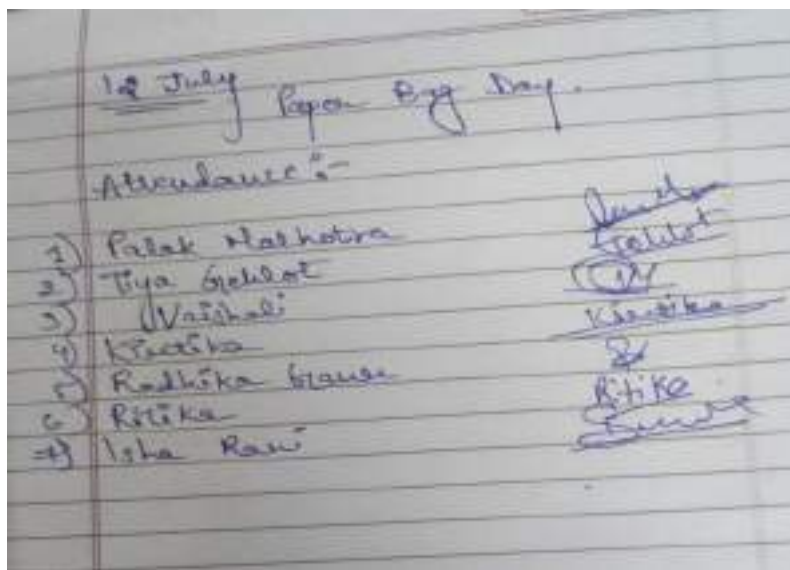 12 July
Paper Bag Day.
Attendance :-
1) Palak Malhotra
2) Tiya Gehlot Gehlot
3) Vaishali
4) Kirtika Kirtika
5) Radhika
6) Ritika Ritika
7) Isha Rani